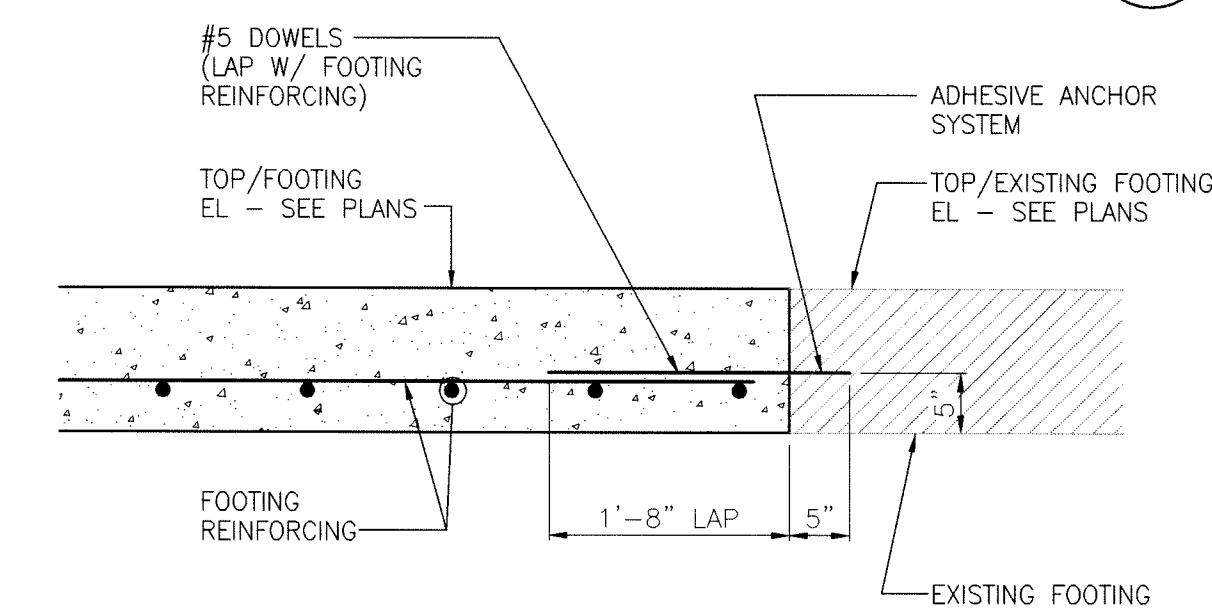 #5 DOWELS
(LAP W/ FOOTING
REINFORCING)
ADHESIVE ANCHOR
SYSTEM
TOP/FOOTING
EL – SEE PLANS
TOP/EXISTING FOOTING
EL – SEE PLANS
5"
FOOTING
REINFORCING
1'-8" LAP
5"
EXISTING FOOTING